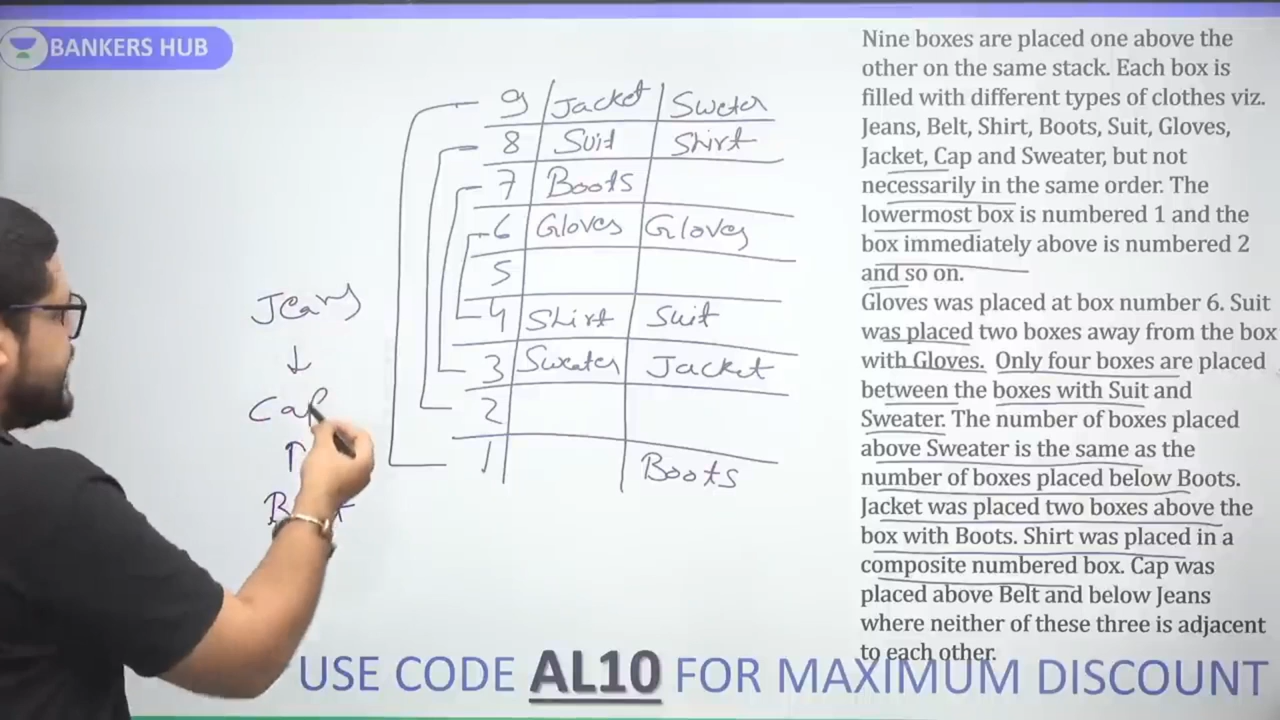 BANKERS HUB
Nine boxes are placed one above the
other on the same stack. Each box is
filled with different types of clothes viz.
Jeans, Belt, Shirt, Boots, Suit, Gloves,
Jacket, Cap and Sweater, but not
necessarily in the same order. The
lowermost box is numbered 1 and the
box immediately above is numbered 2
and so on.
Gloves was placed at box number 6. Suit
was placed two boxes away from the box
with Gloves. Only four boxes are placed
between the boxes with Suit and
Sweater. The number of boxes placed
above Sweater is the same as the
number of boxes placed below Boots.
Jacket was placed two boxes above the
box with Boots. Shirt was placed in a
composite numbered box. Cap was
placed above Belt and below Jeans
where neither of these three is adjacent
to each other.
9 Jacket Sweter
8 Suit Shirt
7 Boots
6 Gloves Gloves
5
4 Shirt Suit
3 Sweater Jacket
2
1 Boots
Jeans
↓
Cap
↑
USE CODE AL10 FOR MAXIMUM DISCOUNT